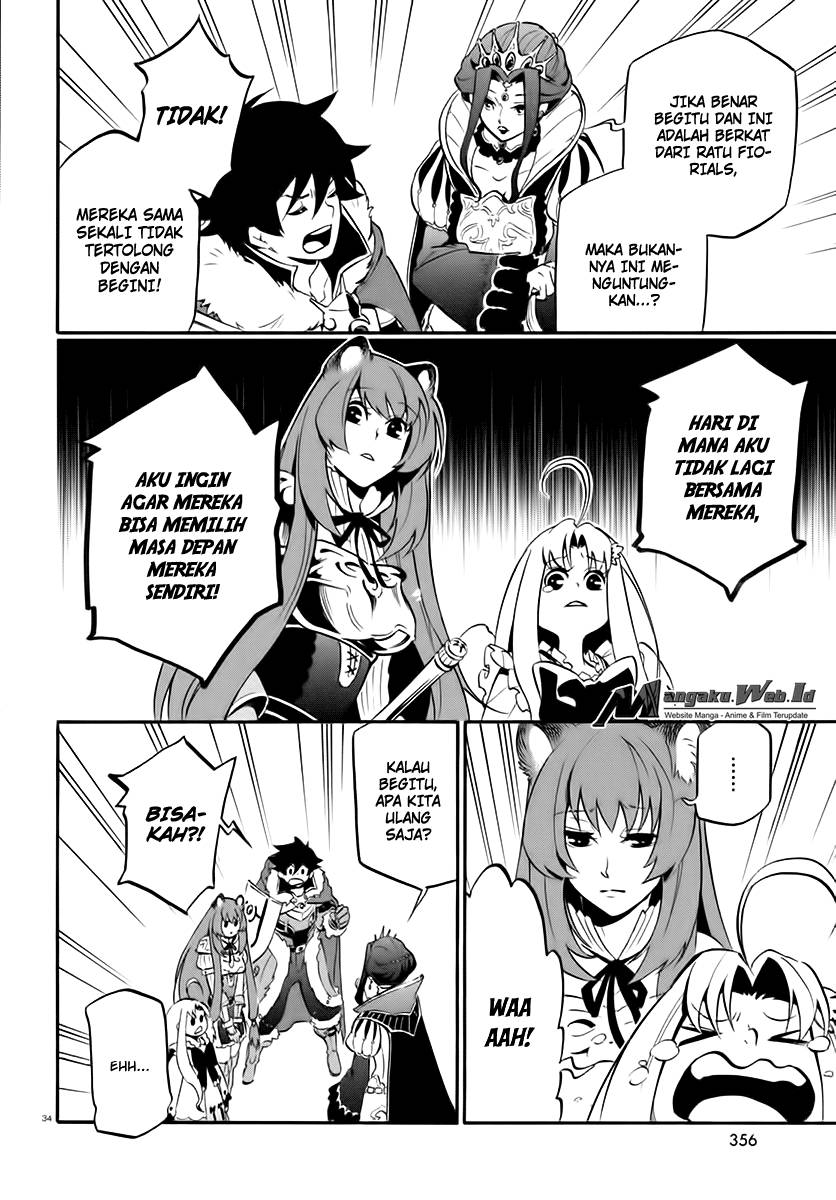 JIKA BENAR
BEGITU DAN INI
ADALAH BERKAT
DARI RATU FIO-
RIALS,
MAKA BUKAN-
NYA INI ME-
NGUNTUNG-
KAN...?
TIDAK!
MEREKA SAMA
SEKALI TIDAK
TERTOLONG
DENGAN
BEGINI!
HARI DI
MANA AKU
TIDAK LAGI
BERSAMA
MEREKA,
AKU INGIN
AGAR MEREKA
BISA MEMILIH
MASA DEPAN
MEREKA
SENDIRI!
Mangaku.Web.Id
Website Manga - Anime & Film Terupdate
......
WAA
AAH!
KALAU
BEGITU,
APA KITA
ULANG
SAJA?
BISA-
KAH?!
EHH...
34
356